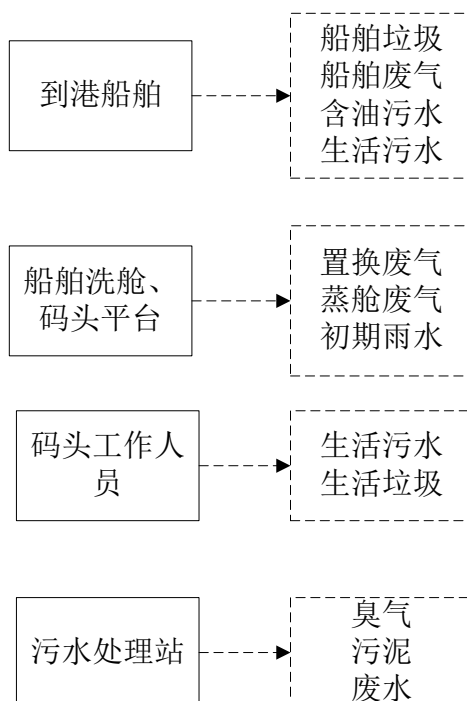 到港船舶
船舶垃圾
船舶废气
含油污水
生活污水
船舶洗舱、
码头平台
置换废气
蒸舱废气
初期雨水
码头工作人
员
生活污水
生活垃圾
污水处理站
臭气
污泥
废水